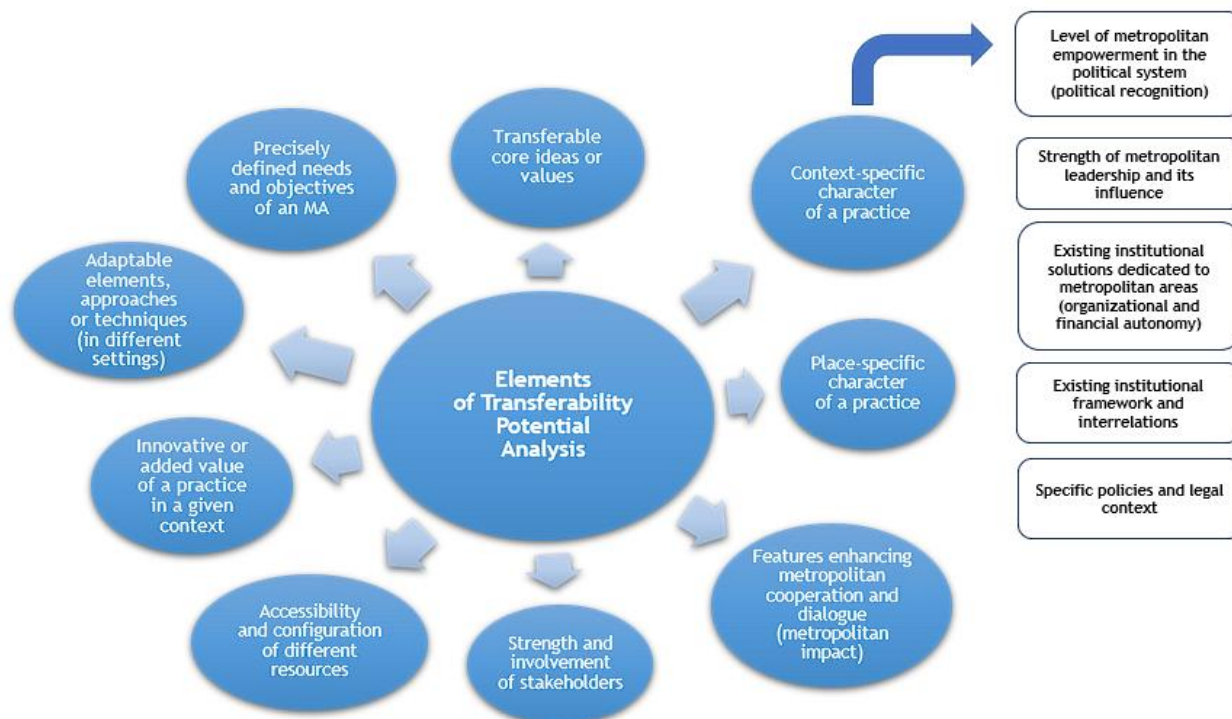 Elements
of Transferability
Potential
Analysis
Transferable
core ideas or
values
Context-specific
character
of a practice
Place-specific
character
of a practice
Features enhancing
metropolitan
cooperation and
dialogue
(metropolitan
impact)
Strength and
involvement
of stakeholders
Accessibility
and configuration
of different
resources
Innovative or
added value
of a practice
in a given
context
Adaptable
elements,
approaches
or techniques
(in different
settings)
Precisely
defined needs
and objectives
of an MA
Level of metropolitan
empowerment in the
political system
(political recognition)
Strength of metropolitan
leadership and its
influence
Existing institutional
solutions dedicated to
metropolitan areas
(organizational and
financial autonomy)
Existing institutional
framework and
interrelations
Specific policies and legal
context